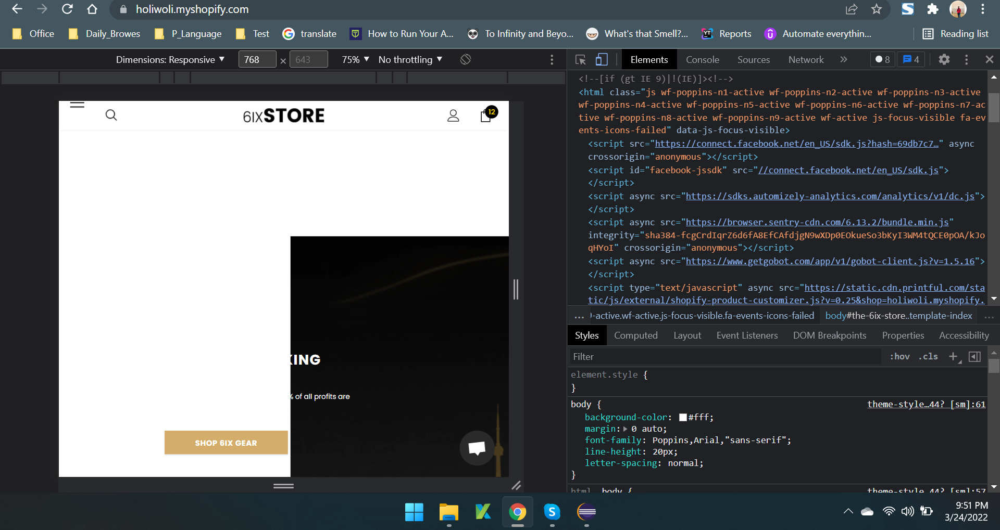 holiwoli.myshopify.com
Office
Daily_Browes
P_Language
Test
translate
How to Run Your A...
To Infinity and Beyo...
What's that Smell?...
Reports
Automate everythin...
Reading list
Dimensions: Responsive
768
×
643
75%
No throttling
Elements
Console
Sources
Network
»
8
4
6IXSTORE
12
KING
% of all profits are
SHOP 6IX GEAR
<!--[if (gt IE 9)|!(IE)]><!-->
<html class="js wf-poppins-n1-active wf-poppins-n2-active wf-poppins-n3-active
wf-poppins-n4-active wf-poppins-n5-active wf-poppins-n6-active wf-poppins-n7-ac
tive wf-poppins-n8-active wf-poppins-n9-active wf-active js-focus-visible fa-ev
ents-icons-failed" data-js-focus-visible>
<script src="https://connect.facebook.net/en_US/sdk.js?hash=69db7c7…" async
crossorigin="anonymous"></script>
<script id="facebook-jssdk" src="//connect.facebook.net/en_US/sdk.js">
</script>
<script async src="https://sdks.automizely-analytics.com/analytics/v1/dc.js">
</script>
<script async src="https://browser.sentry-cdn.com/6.13.2/bundle.min.js"
integrity="sha384-fcgCrdIqrZ6d6fA8EfCAfdjgN9wXDp0EOkueSo3bKyI3WM4tQCE0pOA/kJo
qHYoI" crossorigin="anonymous"></script>
<script async src="https://www.getgobot.com/app/v1/gobot-client.js?v=1.5.16">
</script>
<script type="text/javascript" async src="https://static.cdn.printful.com/sta
tic/js/external/shopify-product-customizer.js?v=0.25&shop=holiwoli.myshopify.
... -active.wf-active.js-focus-visible.fa-events-icons-failed
body#the-6ix-store..template-index
...
Styles
Computed
Layout
Event Listeners
DOM Breakpoints
Properties
Accessibility
Filter
:hov
.cls
+
element.style {
}
body {
theme-style…44?_[sm]:61
background-color: #fff;
margin: 0 auto;
font-family: Poppins,Arial,"sans-serif";
line-height: 20px;
letter-spacing: normal;
}
html, body {
theme-style…44?_[sm]:57
9:51 PM
3/24/2022